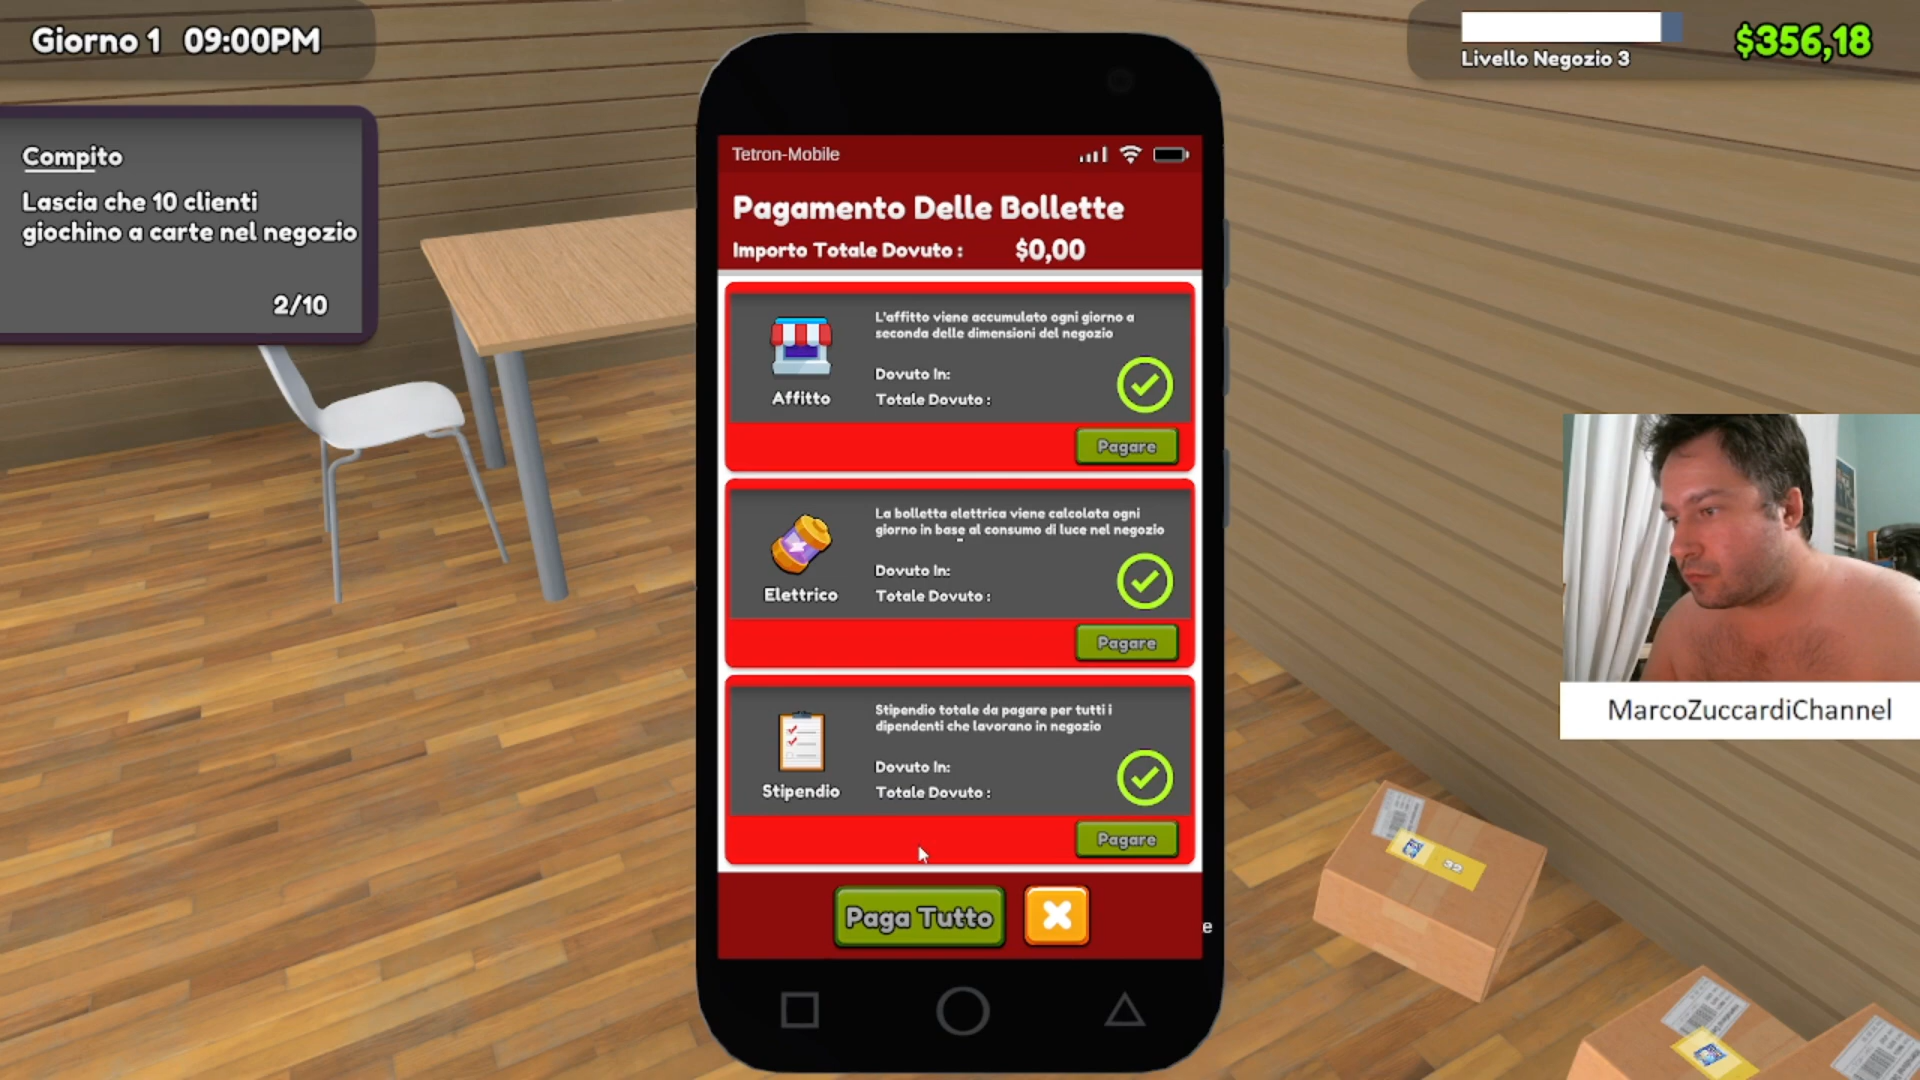 Giorno 1 09:00PM
Livello Negozio 3
$356,18
Compito
Lascia che 10 clienti
giochino a carte nel negozio
2/10
Tetron-Mobile
Pagamento Delle Bollette
Importo Totale Dovuto : $0,00
L'affitto viene accumulato ogni giorno a
seconda delle dimensioni del negozio
Dovuto In:
Totale Dovuto :
Affitto
Pagare
La bolletta elettrica viene calcolata ogni
giorno in base al consumo di luce nel negozio
Dovuto In:
Totale Dovuto :
Elettrico
Pagare
Stipendio totale da pagare per tutti i
dipendenti che lavorano in negozio
Dovuto In:
Totale Dovuto :
Stipendio
Pagare
Paga Tutto
e
MarcoZuccardiChannel
32